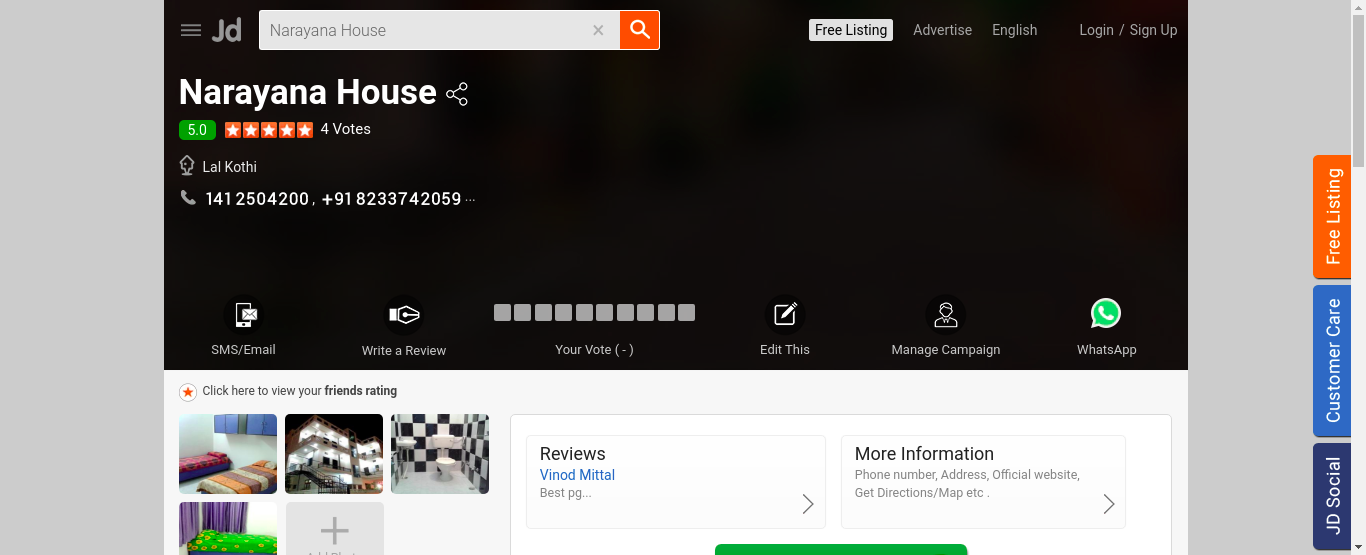 Jd
Narayana House
Free Listing
Advertise
English
Login / Sign Up
Narayana House
5.0
4 Votes
Lal Kothi
141 2504200 , +91 8233742059 ...
SMS/Email
Write a Review
Your Vote ( - )
Edit This
Manage Campaign
WhatsApp
Click here to view your friends rating
Reviews
Vinod Mittal
Best pg...
More Information
Phone number, Address, Official website,
Get Directions/Map etc .
Free Listing
Customer Care
JD Social